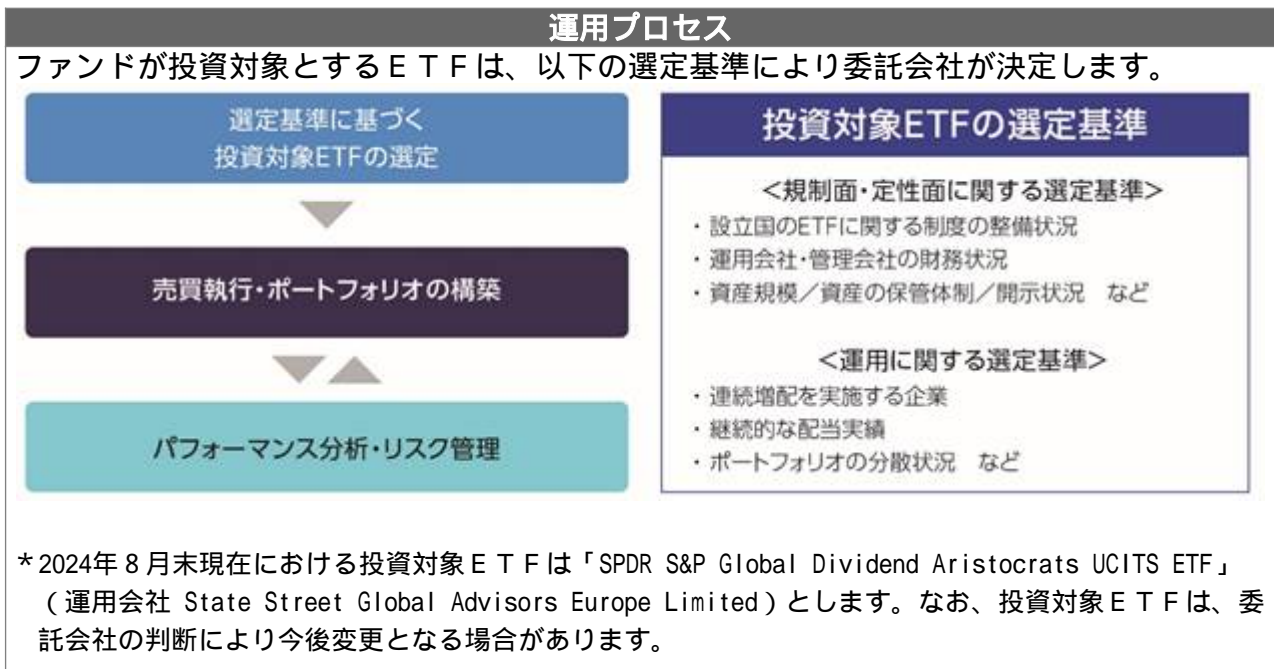 運用プロセス
ファンドが投資対象とするＥＴＦは、以下の選定基準により委託会社が決定します。
選定基準に基づく
投資対象ETFの選定
売買執行・ポートフォリオの構築
パフォーマンス分析・リスク管理
投資対象ETFの選定基準
＜規制面・定性面に関する選定基準＞
・設立国のETFに関する制度の整備状況
・運用会社・管理会社の財務状況
・資産規模／資産の保管体制／開示状況　など
＜運用に関する選定基準＞
・連続増配を実施する企業
・継続的な配当実績
・ポートフォリオの分散状況　など
＊2024年８月末現在における投資対象ＥＴＦは「SPDR S&P Global Dividend Aristocrats UCITS ETF」
（運用会社 State Street Global Advisors Europe Limited）とします。なお、投資対象ＥＴＦは、委
託会社の判断により今後変更となる場合があります。